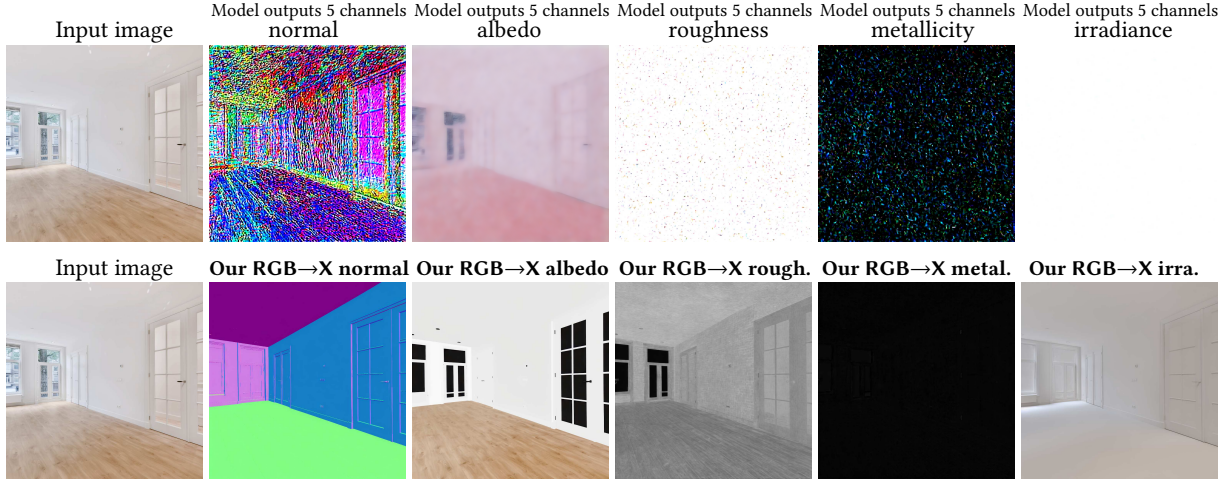 Model outputs 5 channels Model outputs 5 channels Model outputs 5 channels Model outputs 5 channels Model outputs 5 channels
Input image normal albedo roughness metallicity irradiance
Input image Our RGB→X normal Our RGB→X albedo Our RGB→X rough. Our RGB→X metal. Our RGB→X irra.